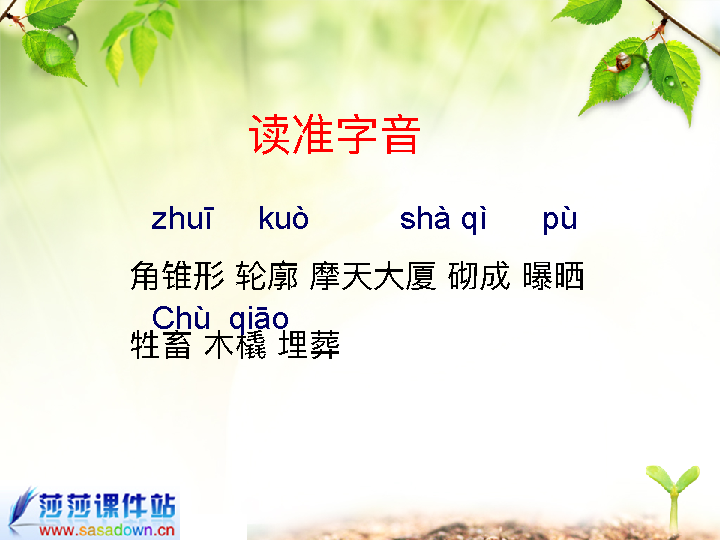 读准字音
zhuī kuò shà qì pù
角锥形 轮廓 摩天大厦 砌成 曝晒
Chù qiāo
牲畜 木橇 埋葬
莎莎课件站
www.sasadown.cn